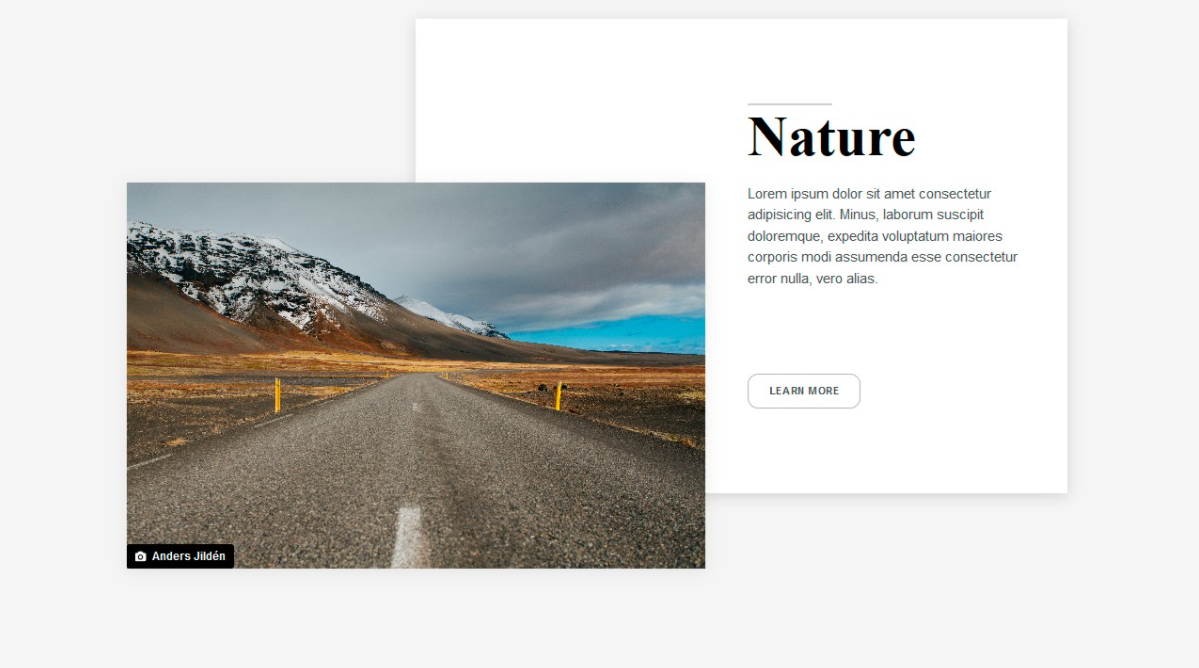 Nature
Lorem ipsum dolor sit amet consectetur
adipisicing elit. Minus, laborum suscipit
doloremque, expedita voluptatum maiores
corporis modi assumenda esse consectetur
error nulla, vero alias.
LEARN MORE
Anders Jildén